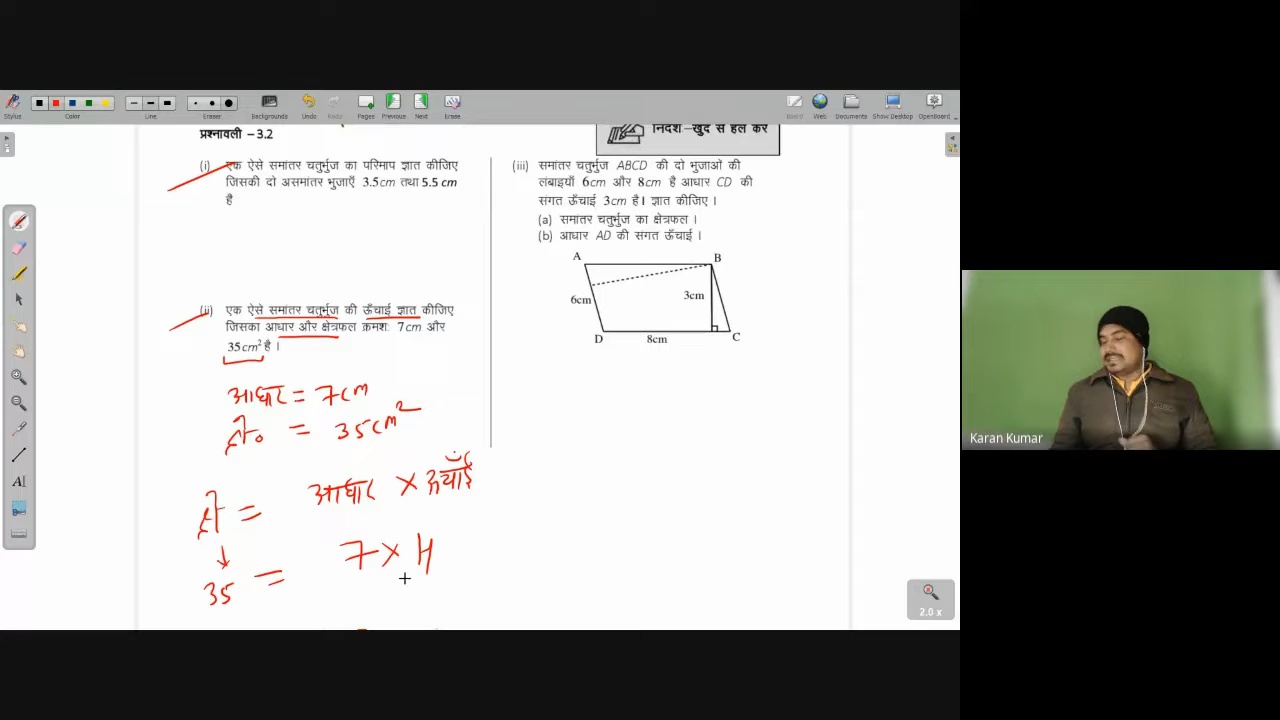 Stylus
Color
Line
Eraser
Backgrounds
Undo
Redo
Pages
Previous
Next
Erase
Board
Web
Documents
Show Desktop
OpenBoard
प्रश्नावली –3.2
निर्देश:–खुद से हल करें
(i) एक ऐसे समांतर चतुर्भुज का परिमाप ज्ञात कीजिए
जिसकी दो असमांतर भुजाएँ 3.5cm तथा 5.5 cm
है
(ii) एक ऐसे समांतर चतुर्भुज की ऊँचाई ज्ञात कीजिए
जिसका आधार और क्षेत्रफल क्रमशः 7cm और
35cm² है ।
आधार = 7cm
क्षे० = 35cm²
क्षे = आधार × ऊँचाई
35 = 7 × H
(iii) समांतर चतुर्भुज ABCD की दो भुजाओं की
लंबाइयाँ 6cm और 8cm है आधार CD की
संगत ऊँचाई 3cm है। ज्ञात कीजिए ।
(a) समांतर चतुर्भुज का क्षेत्रफल ।
(b) आधार AD की संगत ऊँचाई ।
A
B
6cm
3cm
D
8cm
C
2.0 x
Karan Kumar